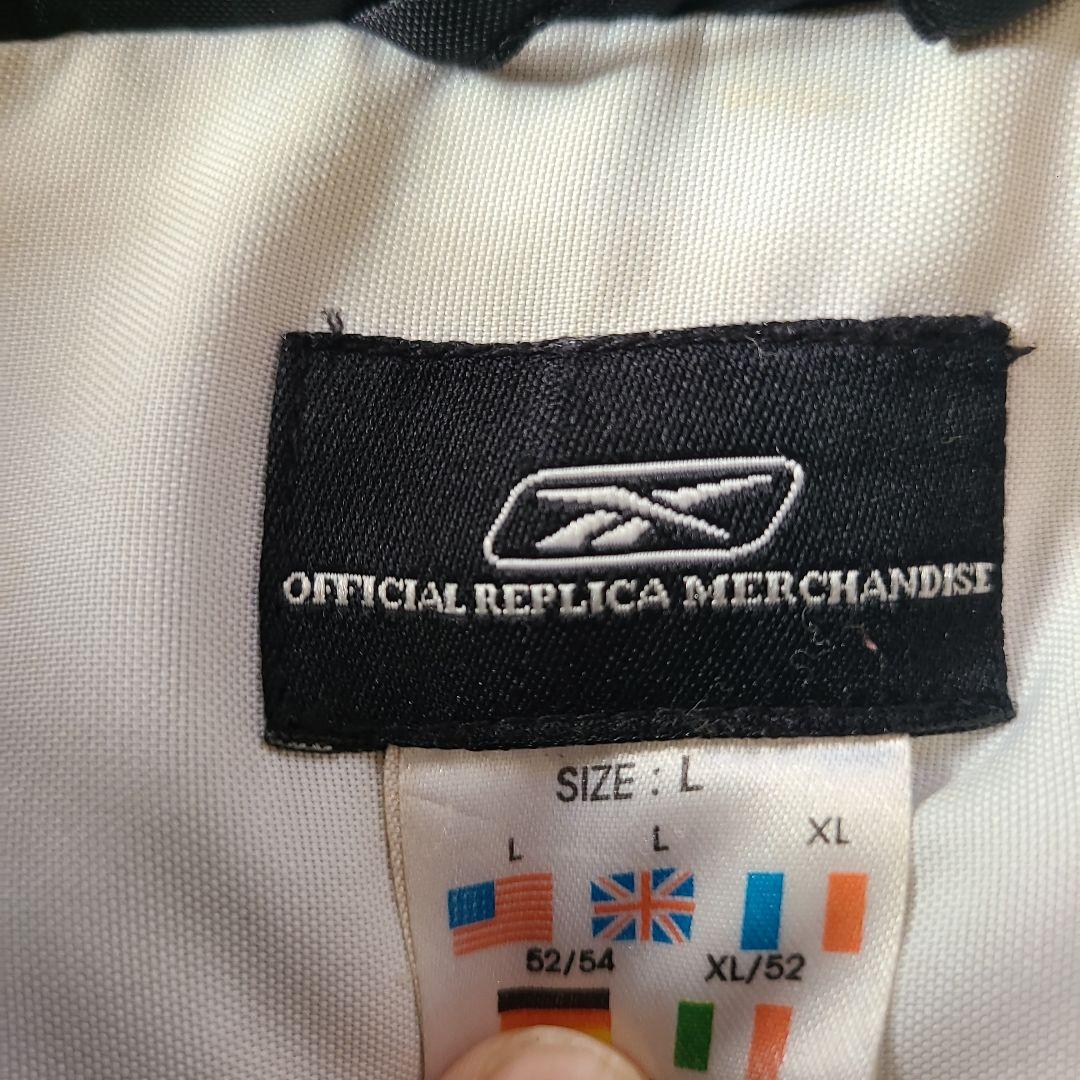 OFFICIAL REPLICA MERCHANDISE
SIZE : L
L L XL
52/54 XL/52